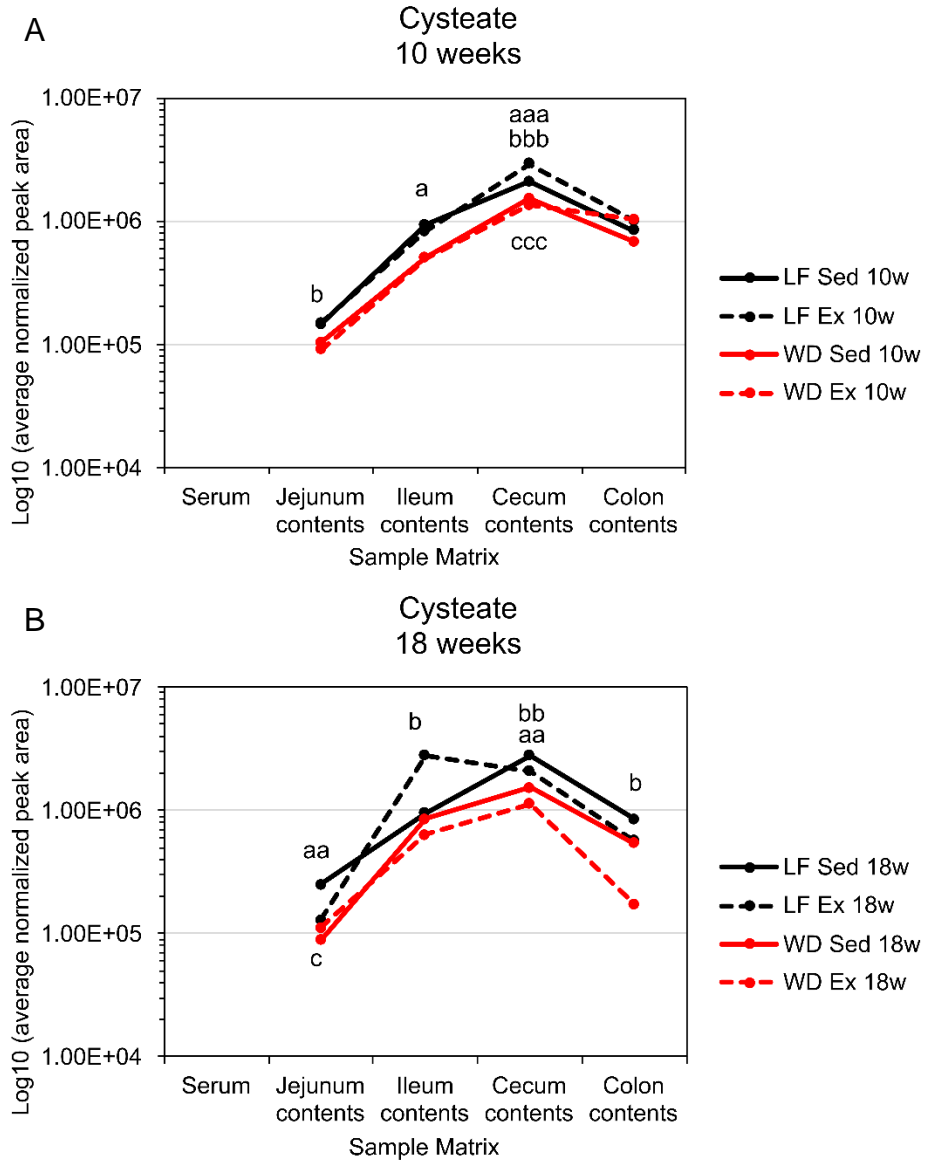 A
Cysteate
10 weeks
Log10 (average normalized peak area)
1.00E+07
1.00E+06
1.00E+05
1.00E+04
aaa
bbb
a
ccc
b
Serum
Jejunum contents
Ileum contents
Cecum contents
Colon contents
Sample Matrix
LF Sed 10w
LF Ex 10w
WD Sed 10w
WD Ex 10w
B
Cysteate
18 weeks
Log10 (average normalized peak area)
1.00E+07
1.00E+06
1.00E+05
1.00E+04
b
bb
aa
b
aa
c
Serum
Jejunum contents
Ileum contents
Cecum contents
Colon contents
Sample Matrix
LF Sed 18w
LF Ex 18w
WD Sed 18w
WD Ex 18w